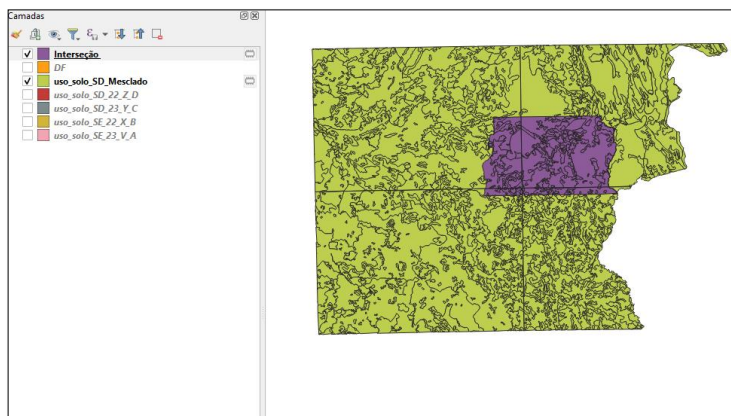 Camadas
Interseção
DF
uso_solo_SD_Mesclado
uso_solo_SD_22_Z_D
uso_solo_SD_23_Y_C
uso_solo_SE_22_X_B
uso_solo_SE_23_V_A